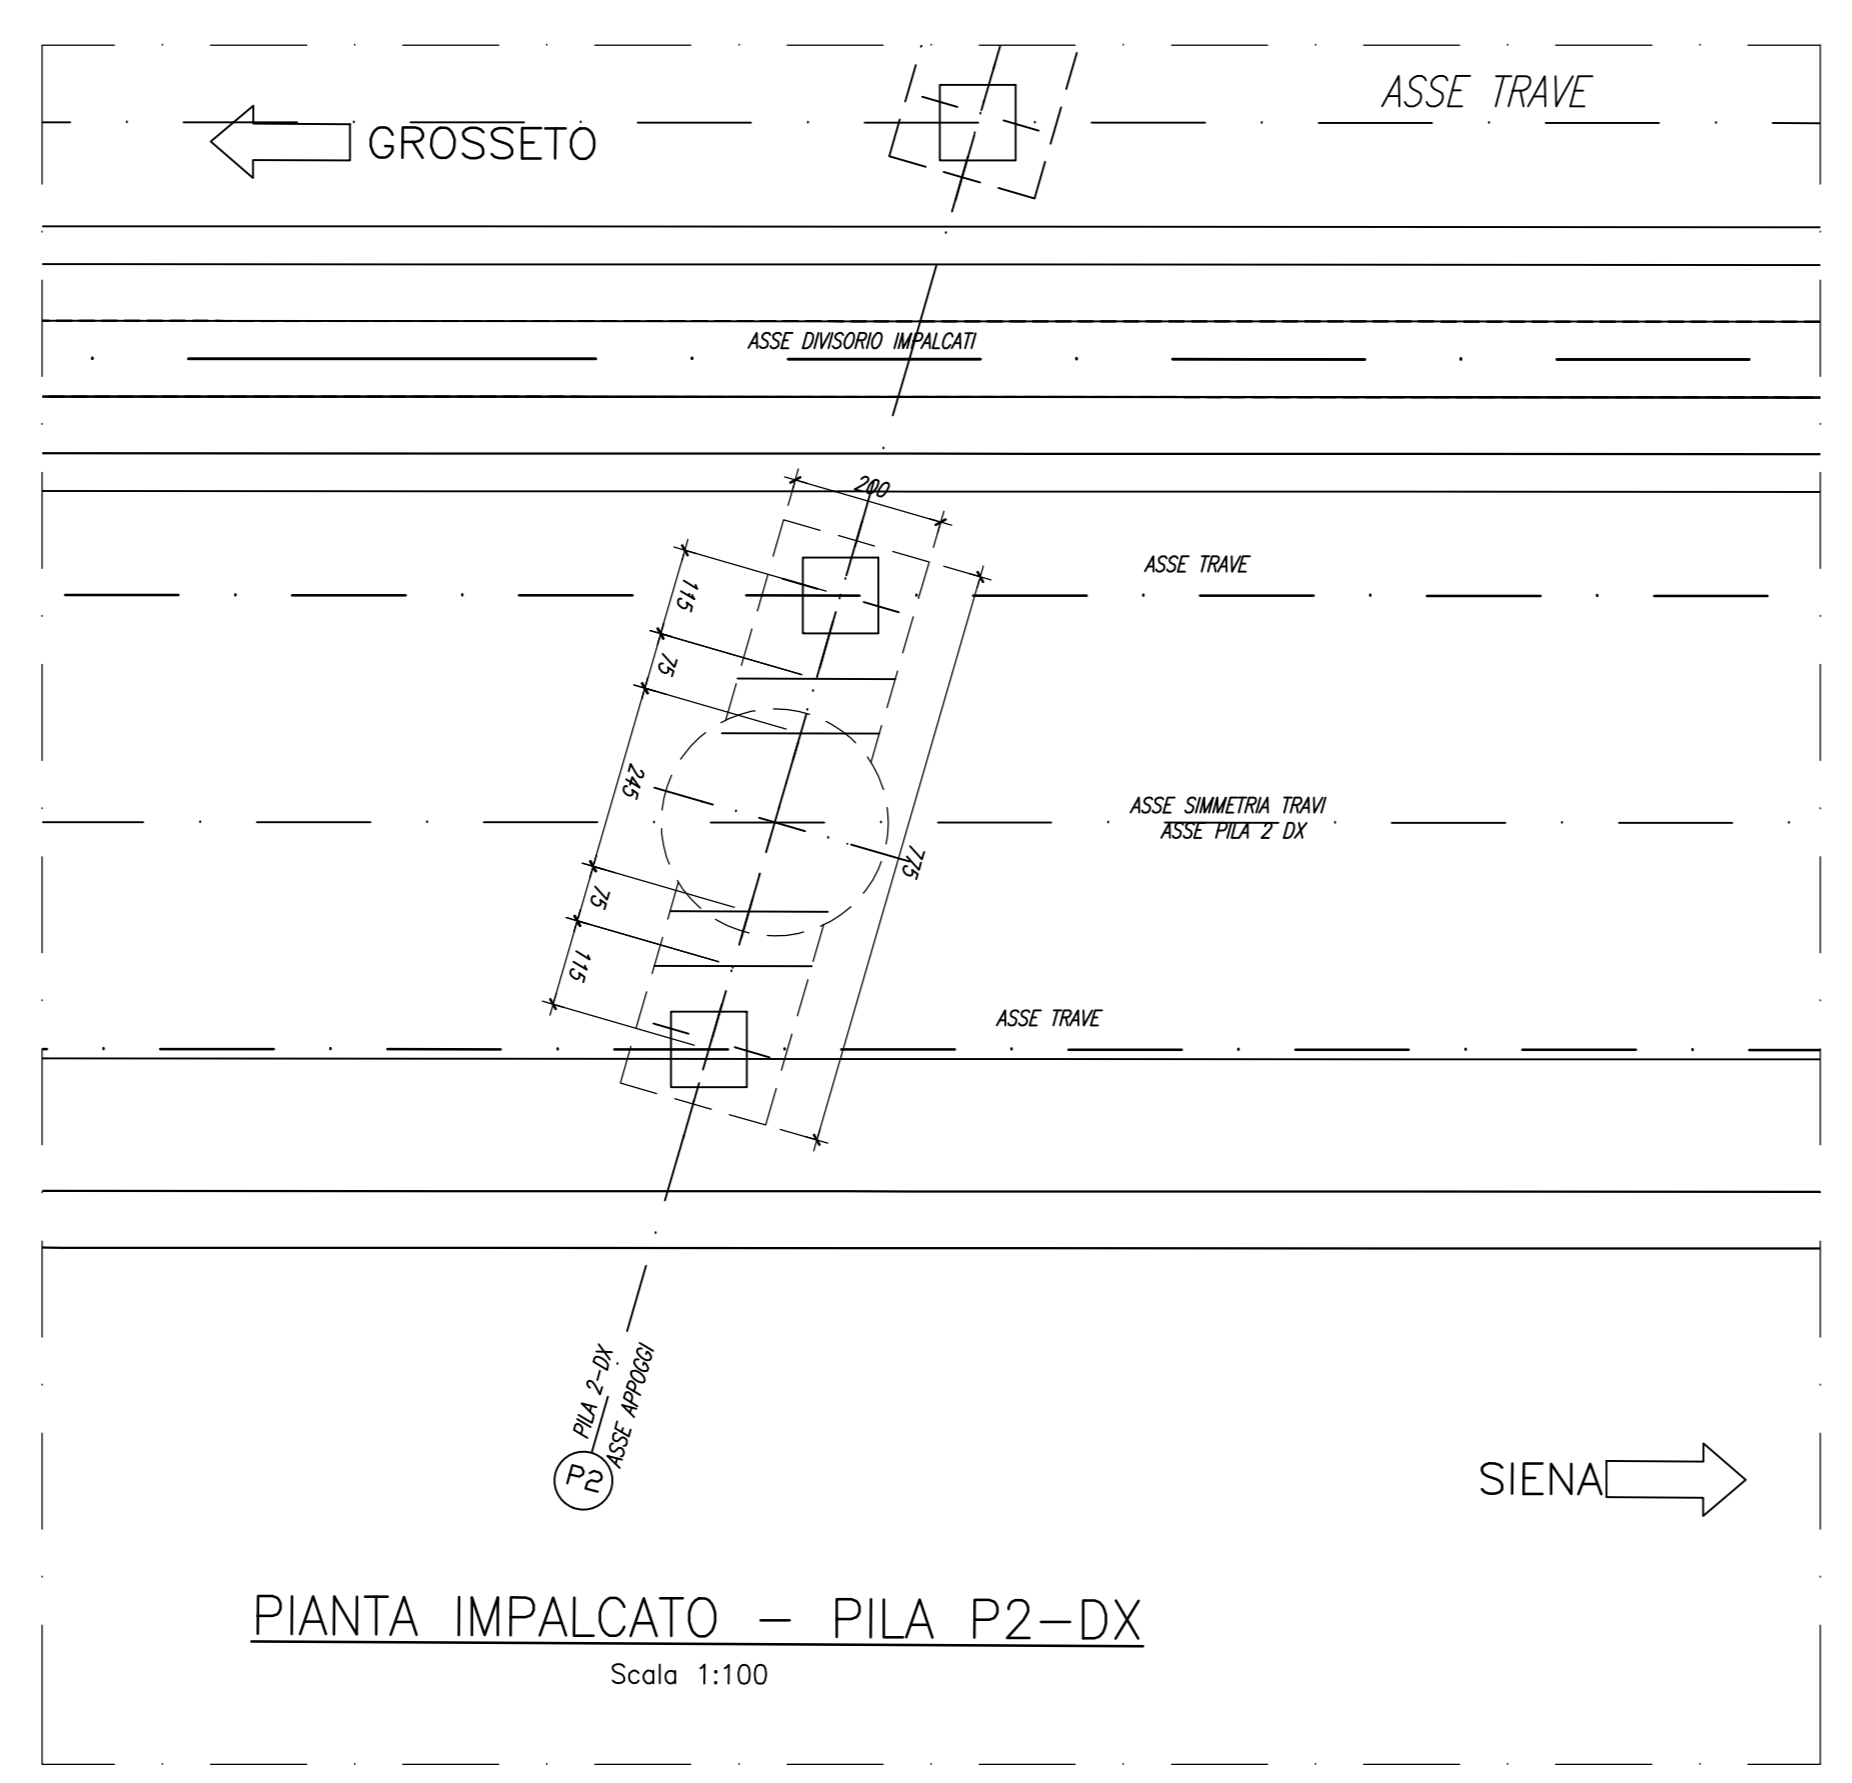 ASSE TRAVE
GROSSETO
ASSE DIVISORIO IMPALCATI
200
ASSE TRAVE
115
75
245
ASSE SIMMETRIA TRAVI
ASSE PILA 2 DX
775
75
115
ASSE TRAVE
PILA 2-DX
ASSE APPOGGI
P2
SIENA
PIANTA IMPALCATO - PILA P2-DX
Scala 1:100